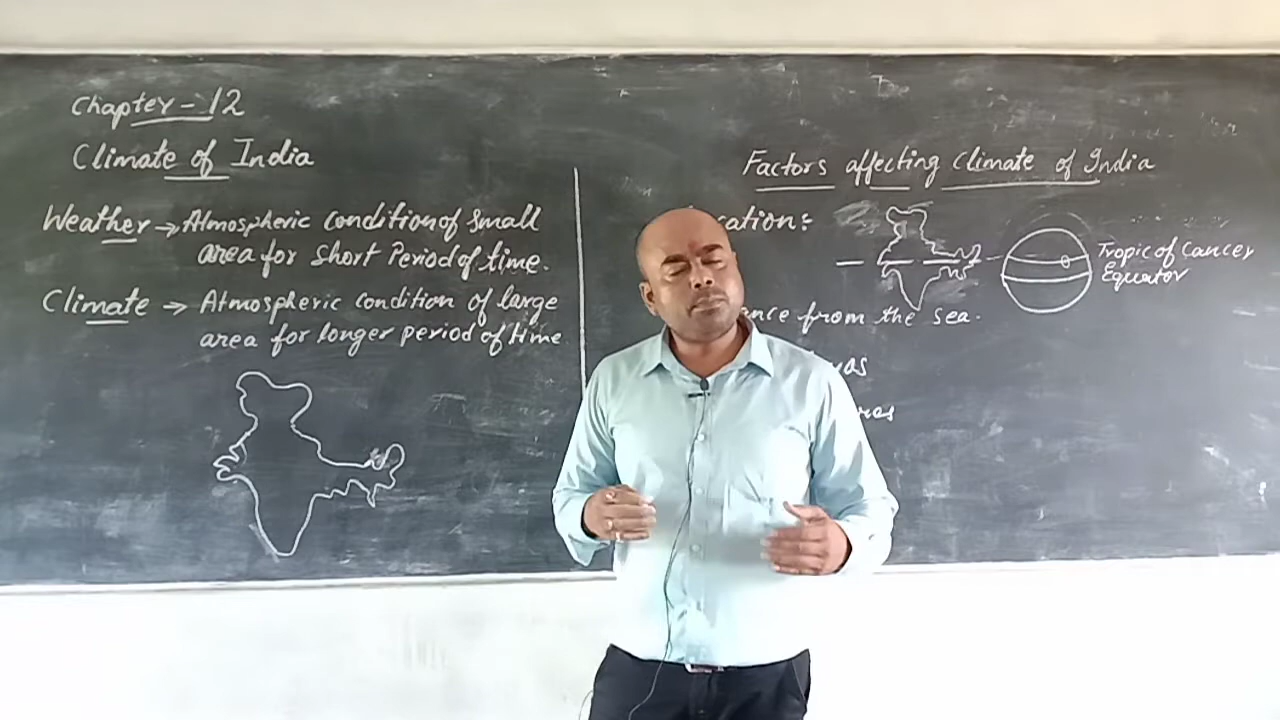 Chapter - 12
Climate of India
Weather → Atmospheric condition of small
area for short Period of time.
Climate → Atmospheric condition of large
area for longer period of time
Factors affecting Climate of India
Tropic of Cancer
Equator
from the sea.